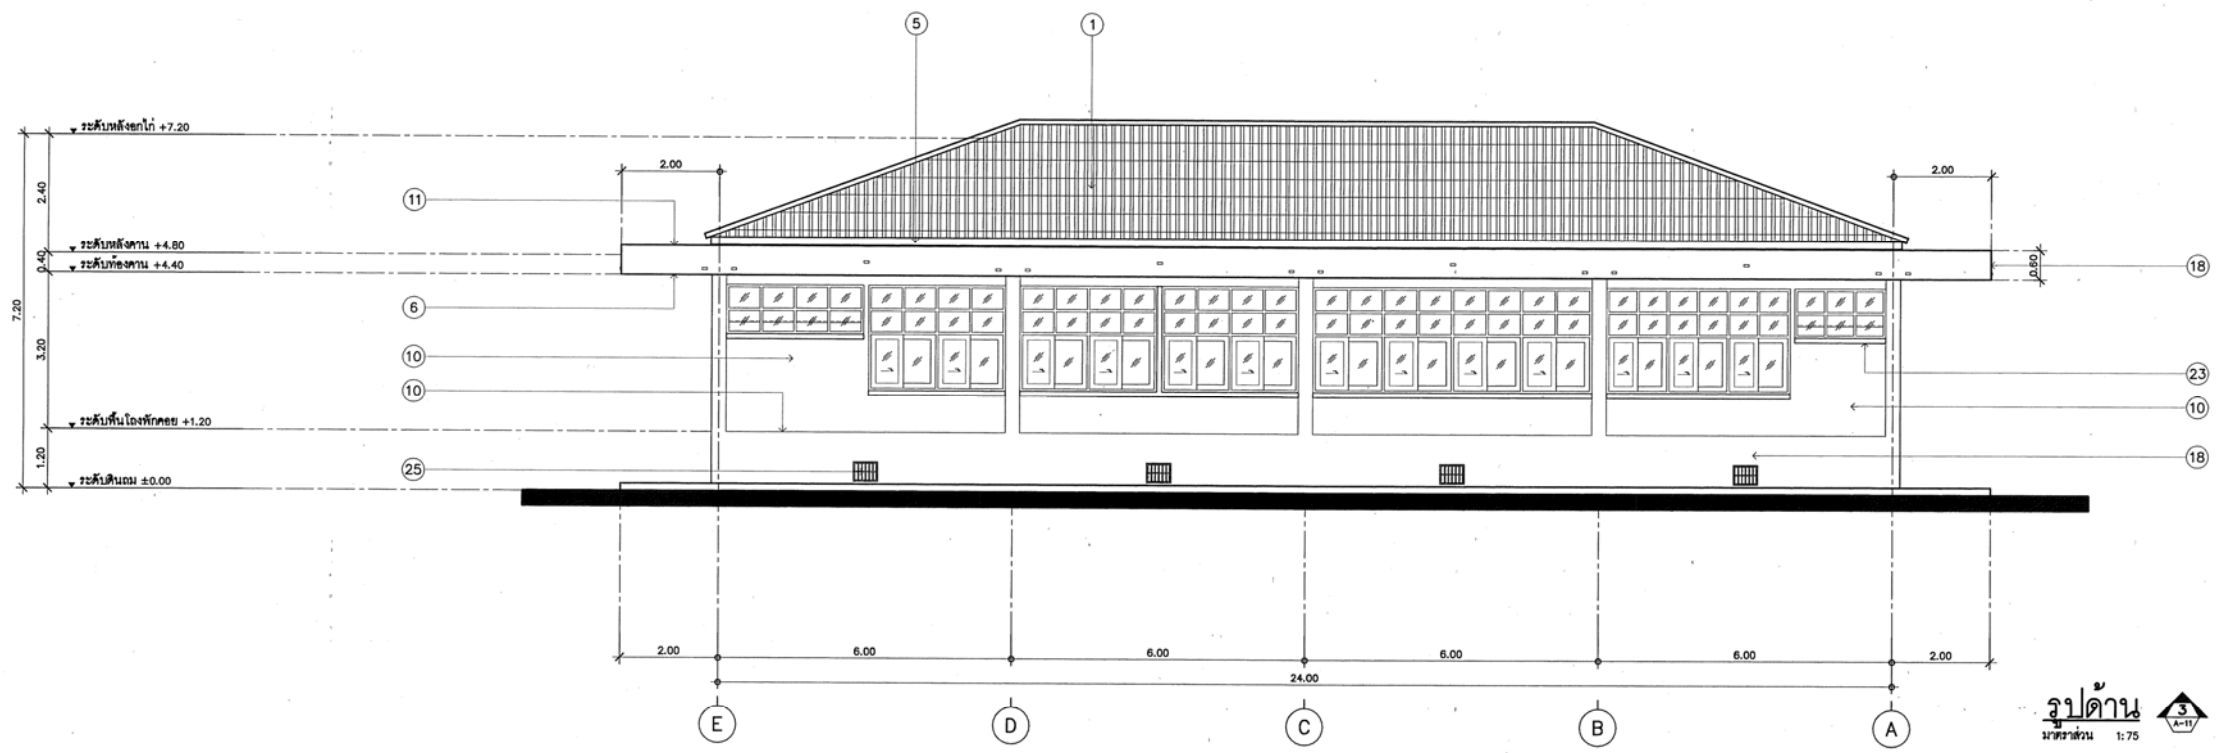 5
1
ระดับหลังอกไก่ +7.20
2.00
2.00
2.40
11
ระดับหลังคาน +4.80
0.40
ระดับท้องคาน +4.40
0.60
18
7.20
6
3.20
10
23
10
10
ระดับพื้นโถงพักคอย +1.20
1.20
25
18
ระดับดินถม ±0.00
2.00
6.00
6.00
6.00
6.00
2.00
24.00
E
D
C
B
A
รูปด้าน
มาตราส่วน 1:75
3
A-11